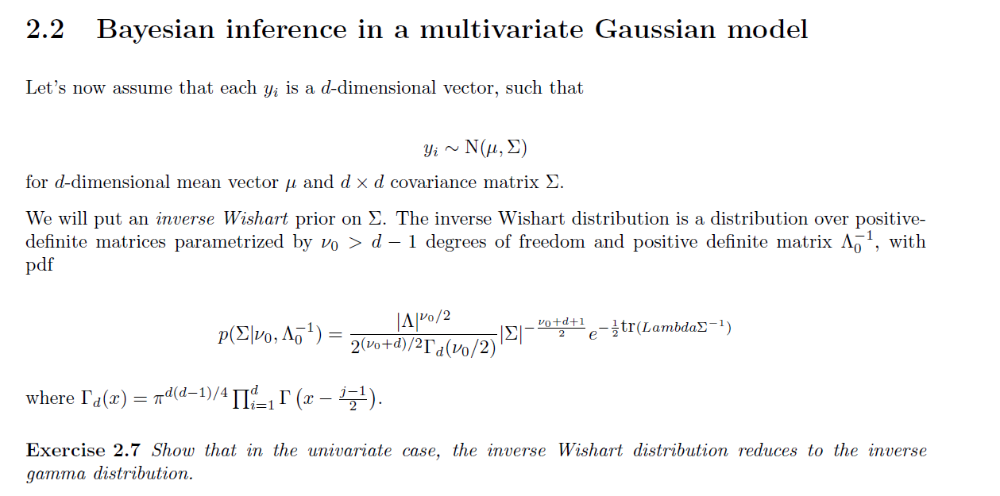 2.2 Bayesian inference in a multivariate Gaussian model
Let's now assume that each $y_i$ is a $d$-dimensional vector, such that
$y_i \sim \mathrm{N}(\mu, \Sigma)$
for $d$-dimensional mean vector $\mu$ and $d \times d$ covariance matrix $\Sigma$.
We will put an inverse Wishart prior on $\Sigma$. The inverse Wishart distribution is a distribution over positive-
definite matrices parametrized by $\nu_0 > d - 1$ degrees of freedom and positive definite matrix $\Lambda_0^{-1}$, with
pdf
$p(\Sigma|\nu_0, \Lambda_0^{-1}) = \frac{|\Lambda|^{\nu_0/2}}{2^{(\nu_0+d)/2}\Gamma_d(\nu_0/2)} |\Sigma|^{-\frac{\nu_0+d+1}{2}} e^{-\frac{1}{2}\mathrm{tr}(Lambda\Sigma^{-1})}$
where $\Gamma_d(x) = \pi^{d(d-1)/4} \prod_{i=1}^{d} \Gamma\left(x - \frac{j-1}{2}\right)$.
Exercise 2.7 Show that in the univariate case, the inverse Wishart distribution reduces to the inverse
gamma distribution.